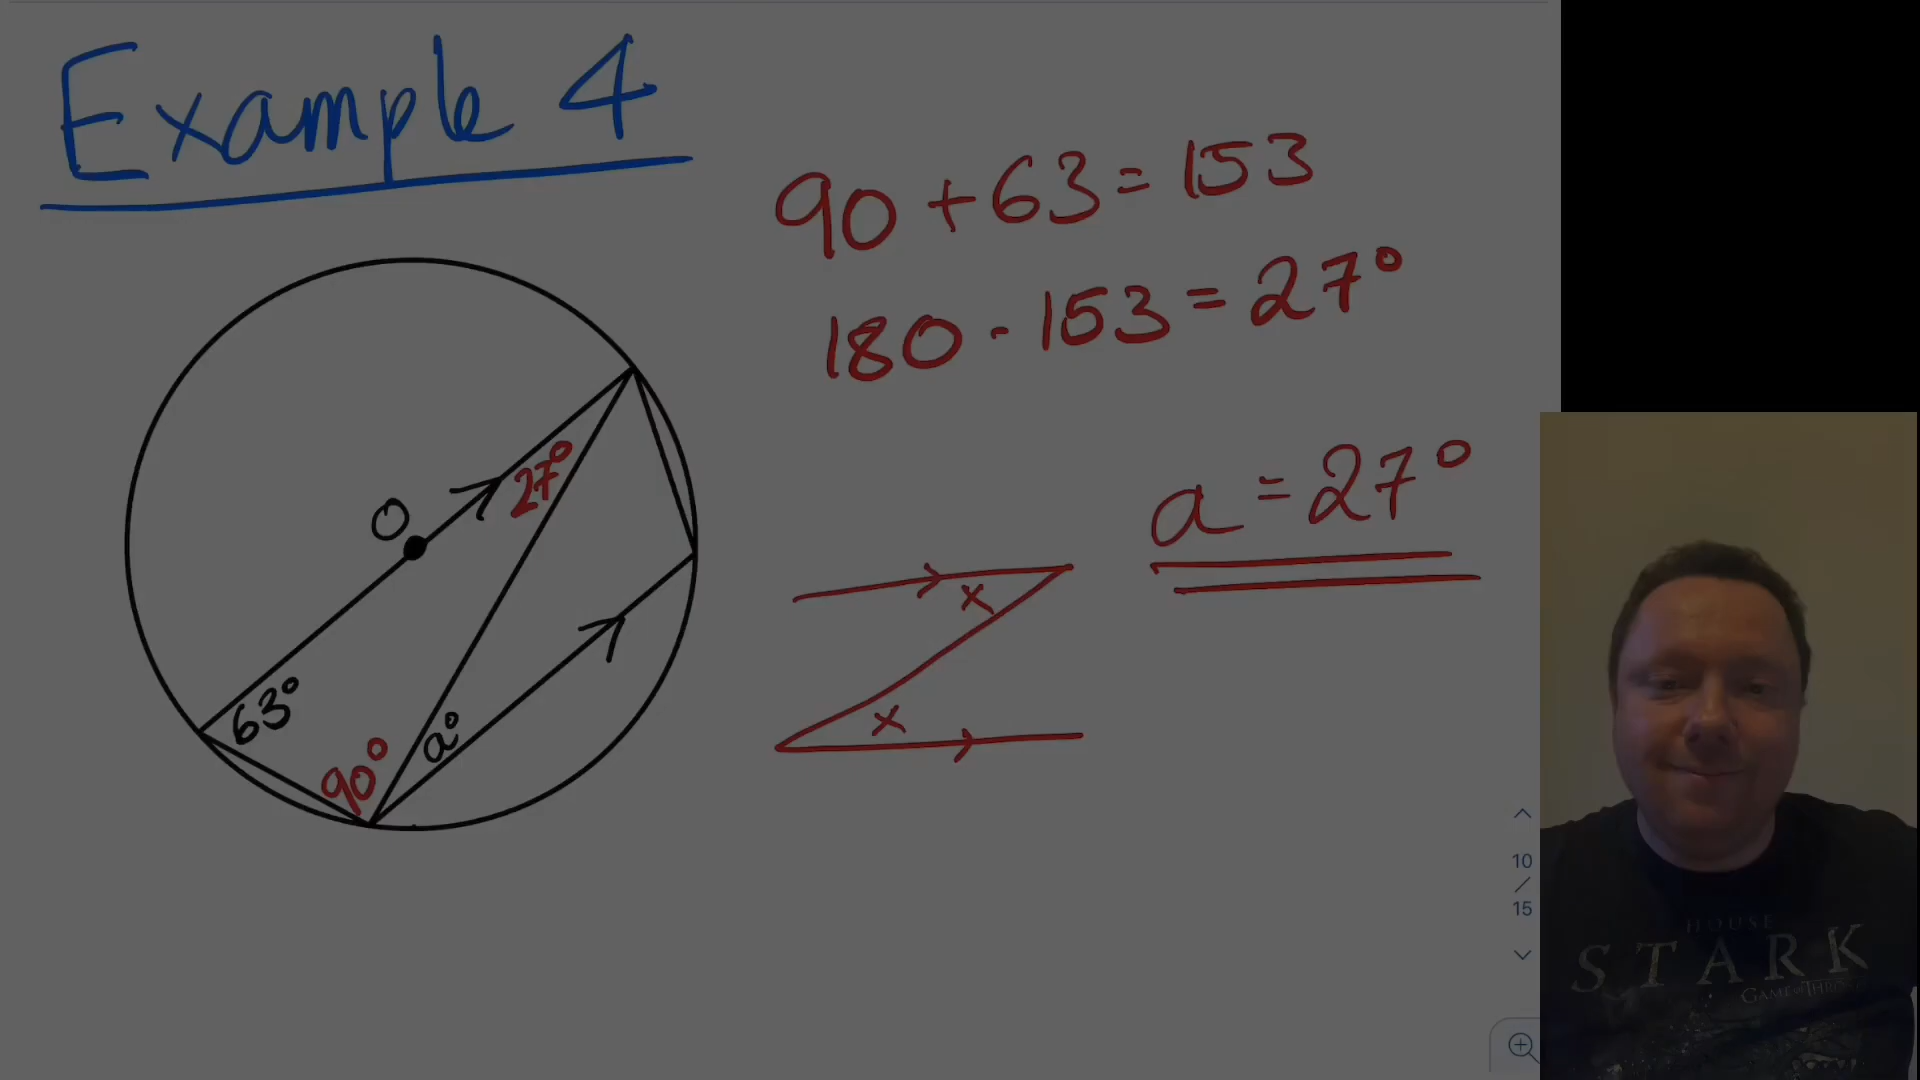 Example 4
90 + 63 = 153
180 - 153 = 27°
27°
O
a = 27°
x
63°
a°
x
90°
10
/
15
HOUSE
STARK
GAME OF THRONES